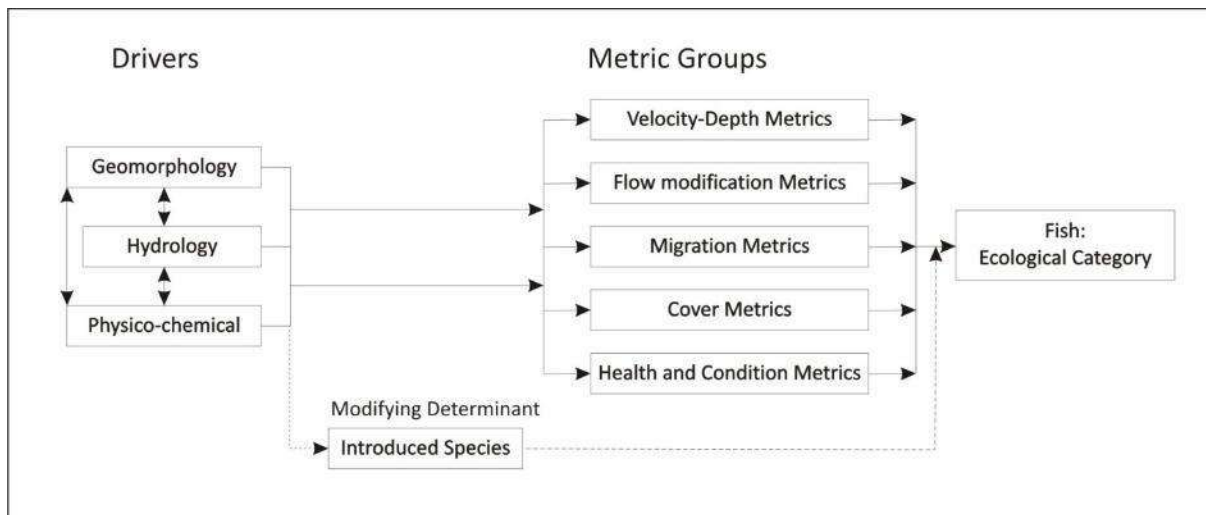 Drivers
Metric Groups
Geomorphology
Hydrology
Physico-chemical
Velocity-Depth Metrics
Flow modification Metrics
Migration Metrics
Cover Metrics
Health and Condition Metrics
Fish:
Ecological Category
Modifying Determinant
Introduced Species